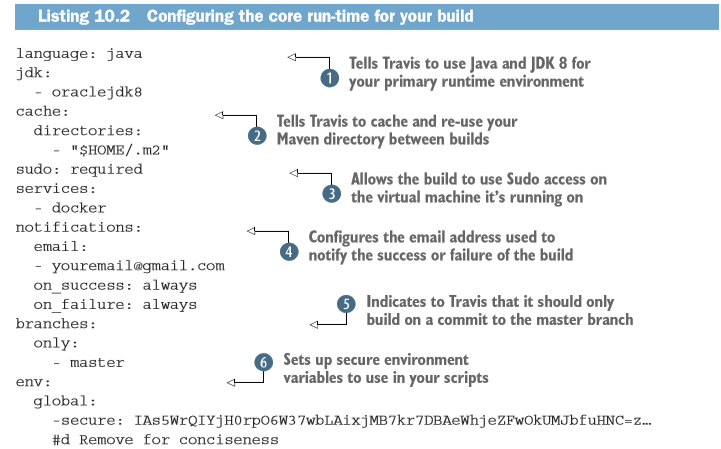 Listing 10.2 Configuring the core run-time for your build
language: java
jdk:
  - oraclejdk8
cache:
  directories:
    - "$HOME/.m2"
sudo: required
services:
  - docker
notifications:
  email:
  - youremail@gmail.com
  on_success: always
  on_failure: always
branches:
  only:
    - master
env:
  global:
    -secure: IAs5WrQIYjH0rpO6W37wbLAixjMB7kr7DBAeWhjeZFwOkUMJbfuHNC=z…
    #d Remove for conciseness
1 Tells Travis to use Java and JDK 8 for
your primary runtime environment
2 Tells Travis to cache and re-use your
Maven directory between builds
3 Allows the build to use Sudo access on
the virtual machine it's running on
4 Configures the email address used to
notify the success or failure of the build
5 Indicates to Travis that it should only
build on a commit to the master branch
6 Sets up secure environment
variables to use in your scripts